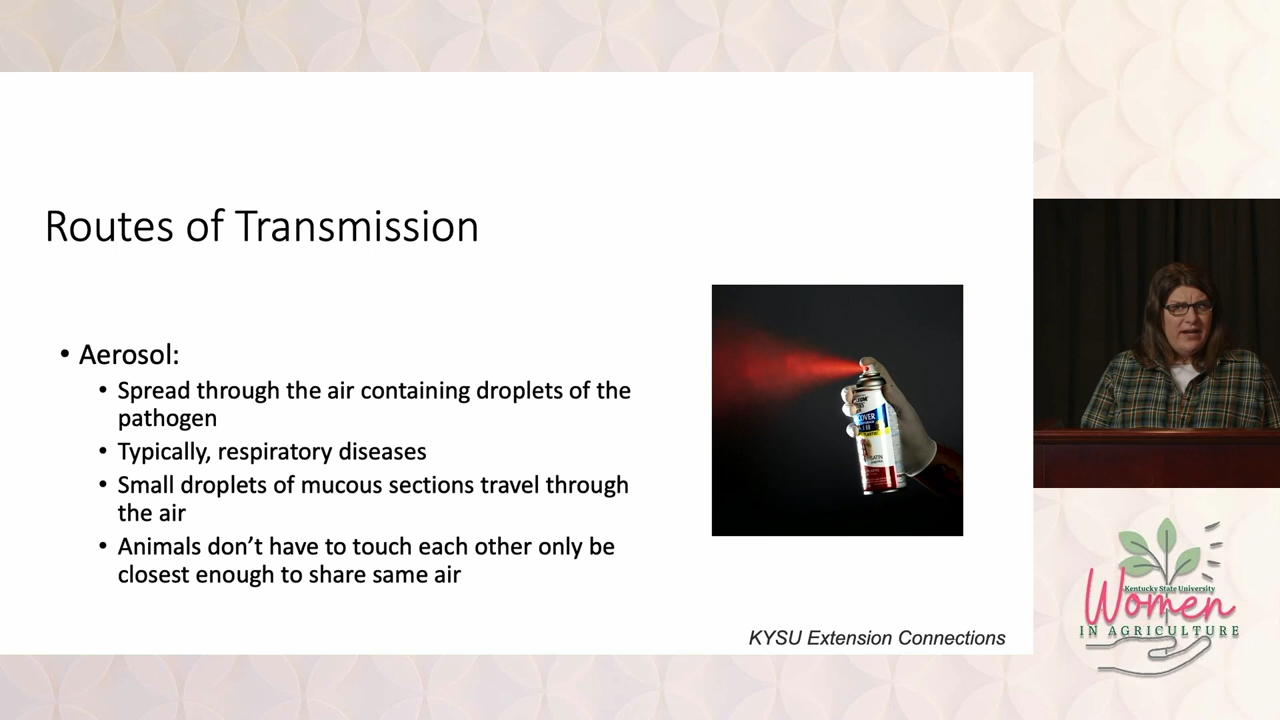 Routes of Transmission
• Aerosol:
• Spread through the air containing droplets of the
pathogen
• Typically, respiratory diseases
• Small droplets of mucous sections travel through
the air
• Animals don’t have to touch each other only be
closest enough to share same air
COVER
SATIN
KYSU Extension Connections
Kentucky State University
Women
IN AGRICULTURE